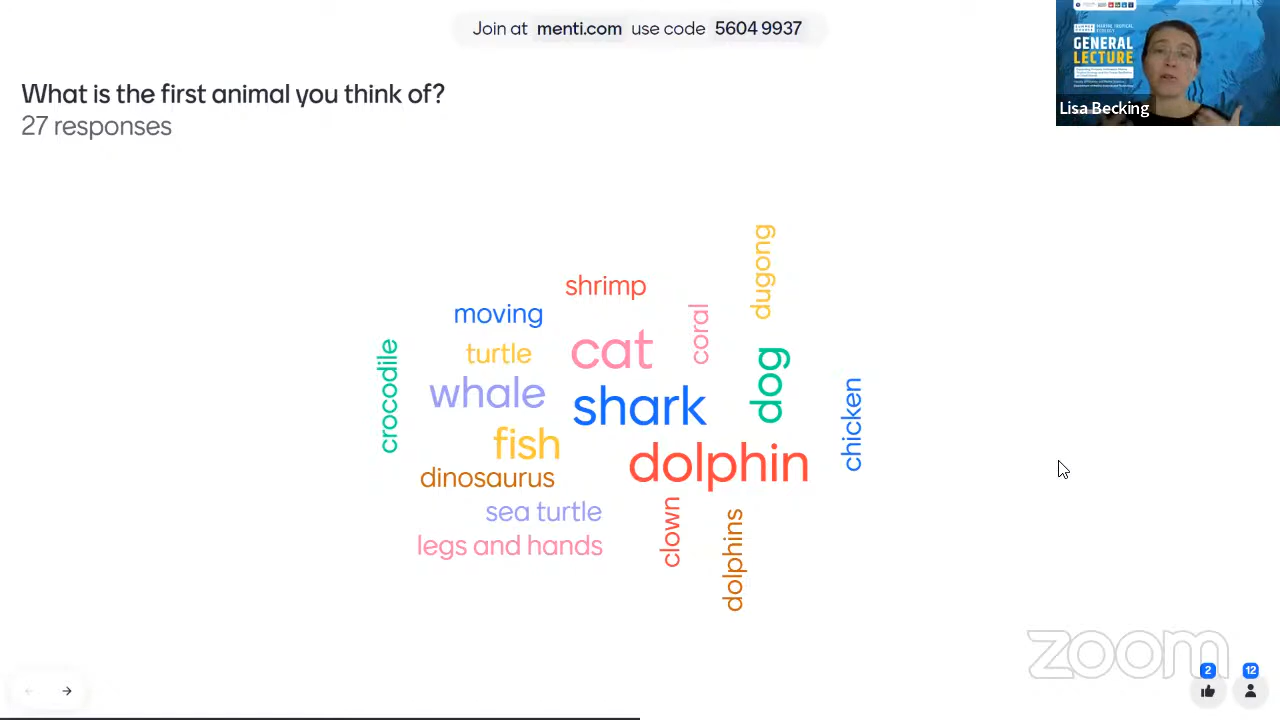 Join at menti.com use code 5604 9937
What is the first animal you think of?
27 responses
GENERAL
LECTURE
Lisa Becking
dugong
shrimp
moving
coral
crocodile
turtle
cat
dog
whale
shark
chicken
fish
dolphin
dinosaurus
sea turtle
clown
dolphins
legs and hands
zoom
2
12